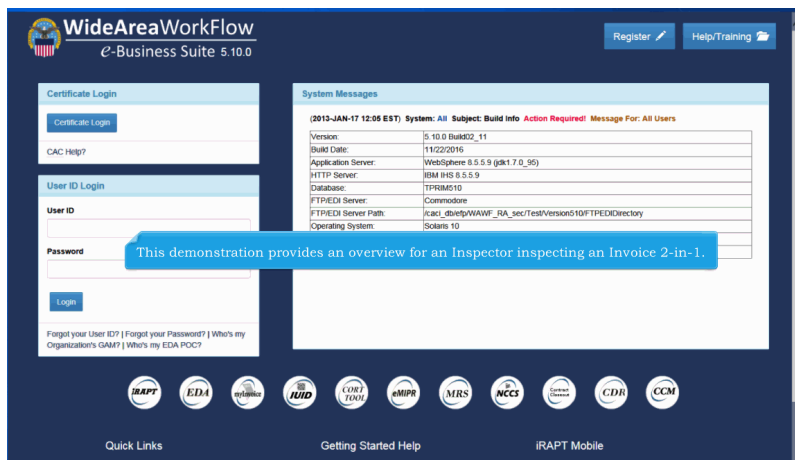 WideAreaWorkFlow
e-Business Suite 5.10.0
Register
Help/Training
Certificate Login
Certificate Login
CAC Help?
User ID Login
User ID
Password
Login
Forgot your User ID? | Forgot your Password? | Who's my
Organization's GAM? | Who's my EDA POC?
System Messages
(2013-JAN-17 12:05 EST) System: All Subject: Build Info Action Required! Message For: All Users
Version: 5.10.0 Build02_11
Build Date: 11/22/2016
Application Server: WebSphere 8.5.5.9 (jdk1.7.0_95)
HTTP Server: IBM IHS 8.5.5.9
Database: TPRIM510
FTP/EDI Server: Commodore
FTP/EDI Server Path: /caci_db/efp/WAWF_RA_sec/Test/Version510/FTPEDIDirectory
Operating System: Solaris 10
This demonstration provides an overview for an Inspector inspecting an Invoice 2-in-1.
iRAPT
EDA
myInvoice
IUID
CORT
TOOL
eMIPR
MRS
NCCS
Contract
Closeout
CDR
CCM
Quick Links
Getting Started Help
iRAPT Mobile